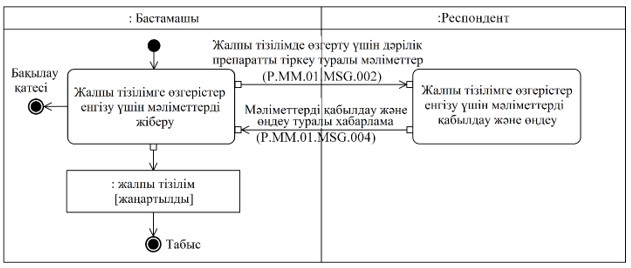 : Бастамашы
:Респондент
Жалпы тізілімде өзгерту үшін дәрілік
препаратты тіркеу туралы мәліметтер
(P.MM.01.MSG.002)
Бақылау
қатесі
Жалпы тізілімге өзгерістер
енгізу үшін мәліметтерді
жіберу
Мәліметтерді қабылдау және
өңдеу туралы хабарлама
(P.MM.01.MSG.004)
Жалпы тізілімге өзгерістер
енгізу үшін мәліметтерді
қабылдау және өңдеу
: жалпы тізілім
[жаңартылды]
Табыс